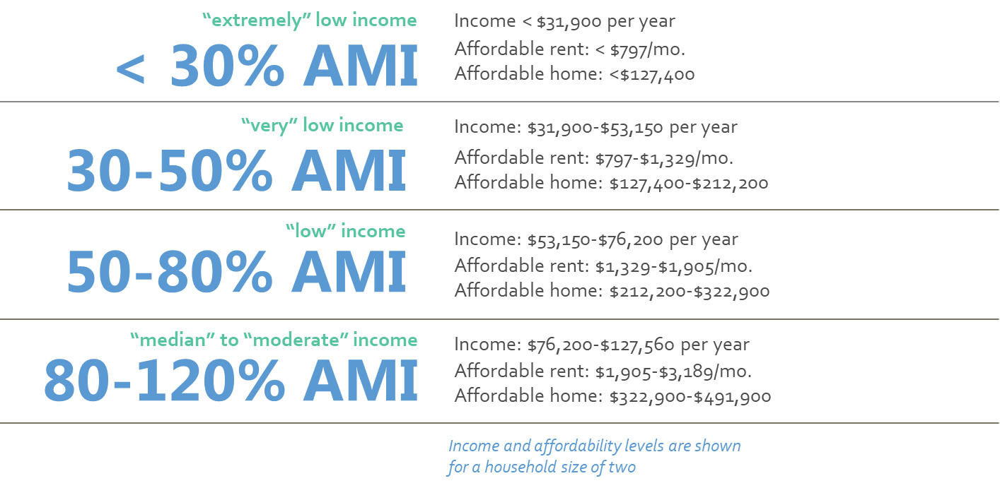 “extremely” low income
< 30% AMI
Income < $31,900 per year
Affordable rent: < $797/mo.
Affordable home: <$127,400
“very” low income
30-50% AMI
Income: $31,900-$53,150 per year
Affordable rent: $797-$1,329/mo.
Affordable home: $127,400-$212,200
“low” income
50-80% AMI
Income: $53,150-$76,200 per year
Affordable rent: $1,329-$1,905/mo.
Affordable home: $212,200-$322,900
“median” to “moderate” income
80-120% AMI
Income: $76,200-$127,560 per year
Affordable rent: $1,905-$3,189/mo.
Affordable home: $322,900-$491,900
Income and affordability levels are shown
for a household size of two